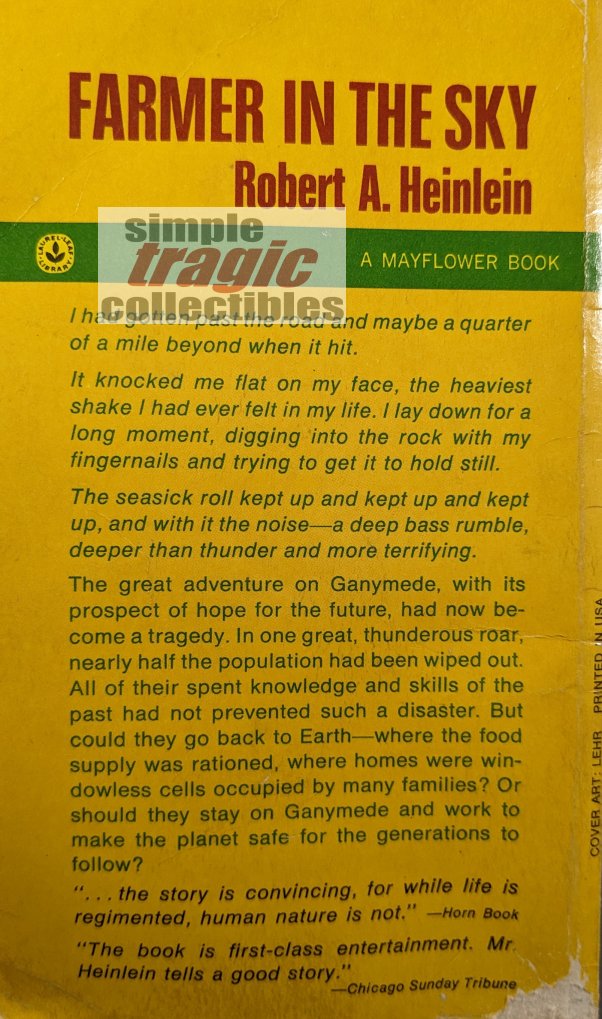 FARMER IN THE SKY
Robert A. Heinlein
LAUREL-LEAF LIBRARY
A MAYFLOWER BOOK
simple
tragic
collectibles
I had gotten past the road and maybe a quarter
of a mile beyond when it hit.
It knocked me flat on my face, the heaviest
shake I had ever felt in my life. I lay down for a
long moment, digging into the rock with my
fingernails and trying to get it to hold still.
The seasick roll kept up and kept up and kept
up, and with it the noise—a deep bass rumble,
deeper than thunder and more terrifying.
The great adventure on Ganymede, with its
prospect of hope for the future, had now be-
come a tragedy. In one great, thunderous roar,
nearly half the population had been wiped out.
All of their spent knowledge and skills of the
past had not prevented such a disaster. But
could they go back to Earth—where the food
supply was rationed, where homes were win-
dowless cells occupied by many families? Or
should they stay on Ganymede and work to
make the planet safe for the generations to
follow?
"...the story is convincing, for while life is
regimented, human nature is not." —Horn Book
"The book is first-class entertainment. Mr.
Heinlein tells a good story."
—Chicago Sunday Tribune
COVER ART: LEHR PRINTED IN USA